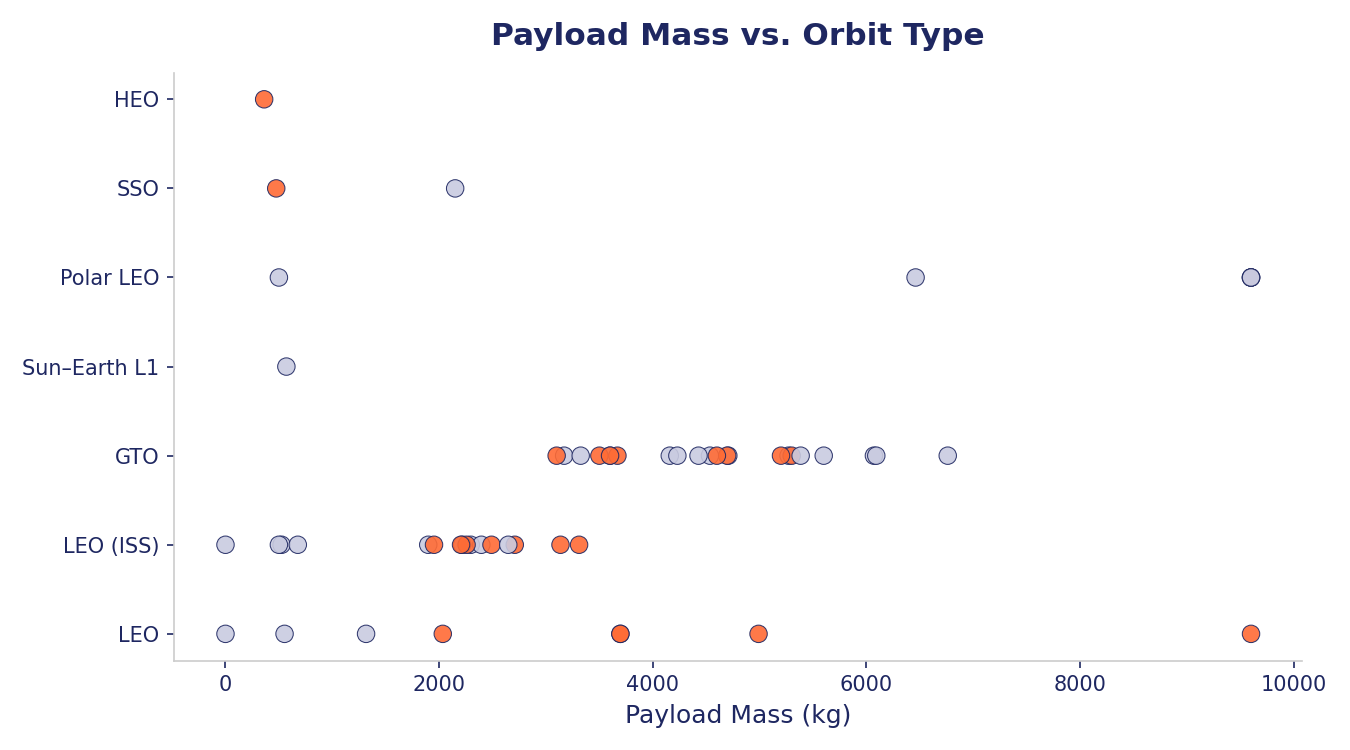 Payload Mass vs. Orbit Type
HEO
SSO
Polar LEO
Sun–Earth L1
GTO
LEO (ISS)
LEO
0 2000 4000 6000 8000 10000
Payload Mass (kg)